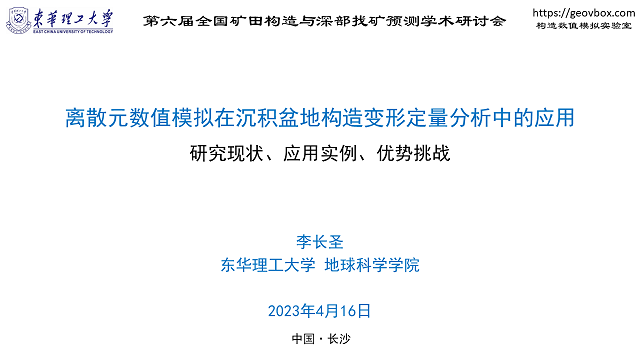 东华理工大学
EAST CHINA UNIVERSITY OF TECHNOLOGY
第六届全国矿田构造与深部找矿预测学术研讨会
https://geovbox.com
构造数值模拟实验室
离散元数值模拟在沉积盆地构造变形定量分析中的应用
研究现状、应用实例、优势挑战
李长圣
东华理工大学 地球科学学院
2023年4月16日
中国·长沙